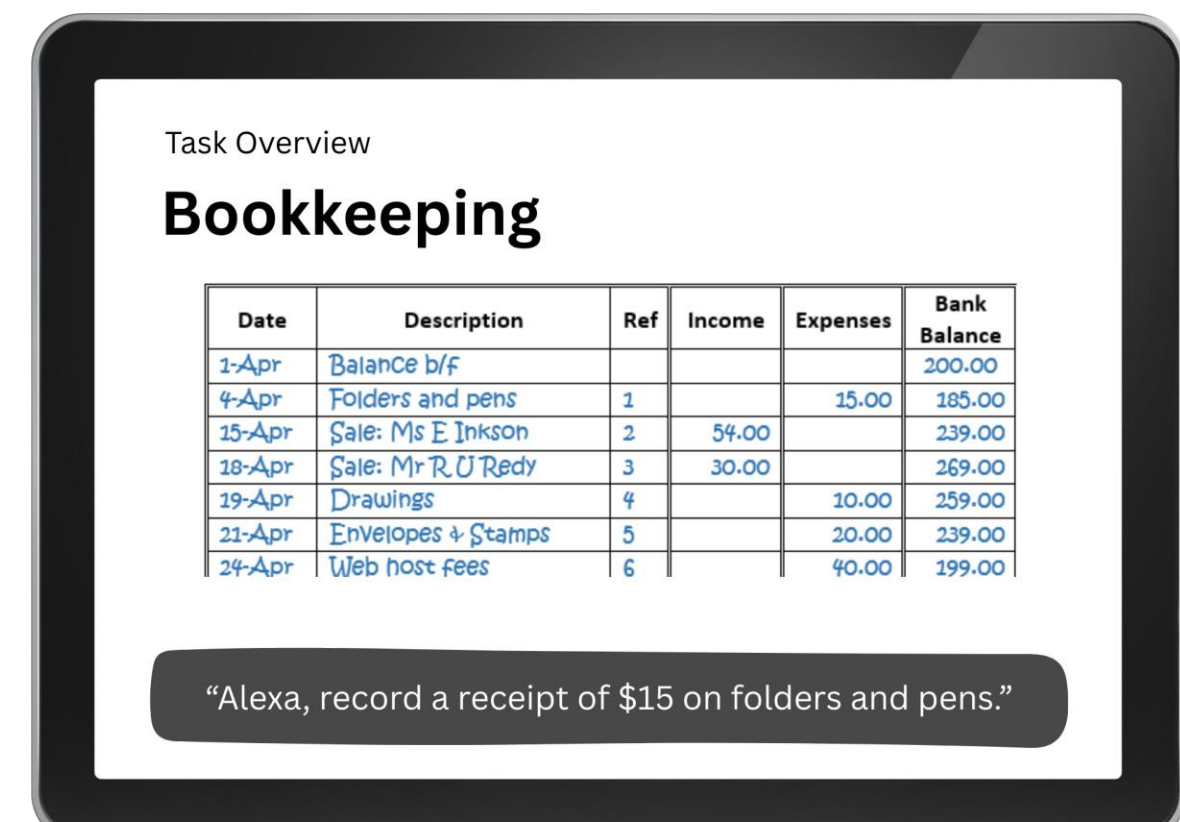 Task Overview
Bookkeeping
Date Description Ref Income Expenses Bank Balance
1-Apr Balance b/f 200.00
4-Apr Folders and pens 1 15.00 185.00
15-Apr Sale: Ms E Inkson 2 54.00 239.00
18-Apr Sale: Mr R U Redy 3 30.00 269.00
19-Apr Drawings 4 10.00 259.00
21-Apr Envelopes & Stamps 5 20.00 239.00
24-Apr Web host fees 6 40.00 199.00
“Alexa, record a receipt of $15 on folders and pens.”